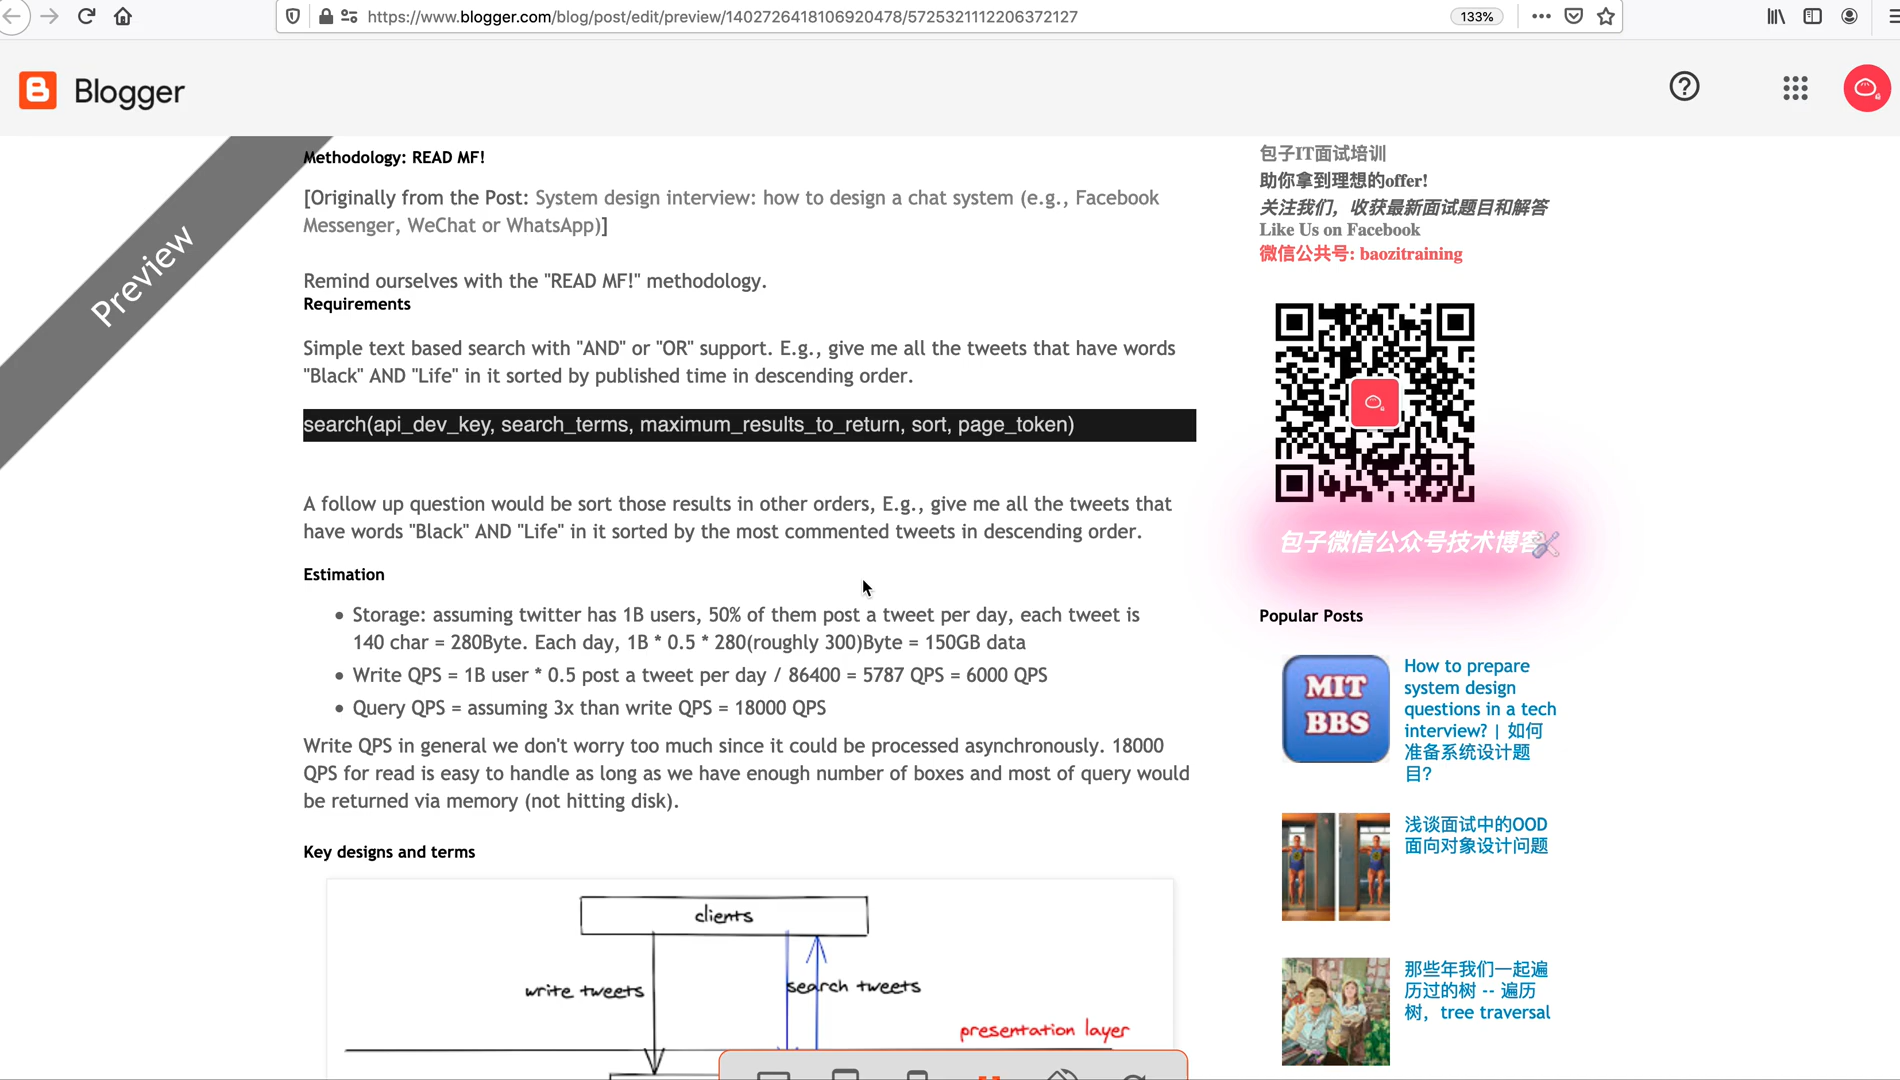 https://www.blogger.com/blog/post/edit/preview/1402726418106920478/5725321112206372127
133%
Blogger
Preview
Methodology: READ MF!
[Originally from the Post: System design interview: how to design a chat system (e.g., Facebook
Messenger, WeChat or WhatsApp)]
Remind ourselves with the "READ MF!" methodology.
Requirements
Simple text based search with "AND" or "OR" support. E.g., give me all the tweets that have words
"Black" AND "Life" in it sorted by published time in descending order.
search(api_dev_key, search_terms, maximum_results_to_return, sort, page_token)
A follow up question would be sort those results in other orders, E.g., give me all the tweets that
have words "Black" AND "Life" in it sorted by the most commented tweets in descending order.
Estimation
• Storage: assuming twitter has 1B users, 50% of them post a tweet per day, each tweet is
140 char = 280Byte. Each day, 1B * 0.5 * 280(roughly 300)Byte = 150GB data
• Write QPS = 1B user * 0.5 post a tweet per day / 86400 = 5787 QPS = 6000 QPS
• Query QPS = assuming 3x than write QPS = 18000 QPS
Write QPS in general we don't worry too much since it could be processed asynchronously. 18000
QPS for read is easy to handle as long as we have enough number of boxes and most of query would
be returned via memory (not hitting disk).
Key designs and terms
clients
write tweets
search tweets
presentation layer
包子IT面试培训
助你拿到理想的offer!
关注我们，收获最新面试题目和解答
Like Us on Facebook
微信公共号: baozitraining
包子微信公众号技术博客
Popular Posts
MIT
BBS
How to prepare
system design
questions in a tech
interview? | 如何
准备系统设计题
目?
浅谈面试中的OOD
面向对象设计问题
那些年我们一起遍
历过的树 -- 遍历
树，tree traversal